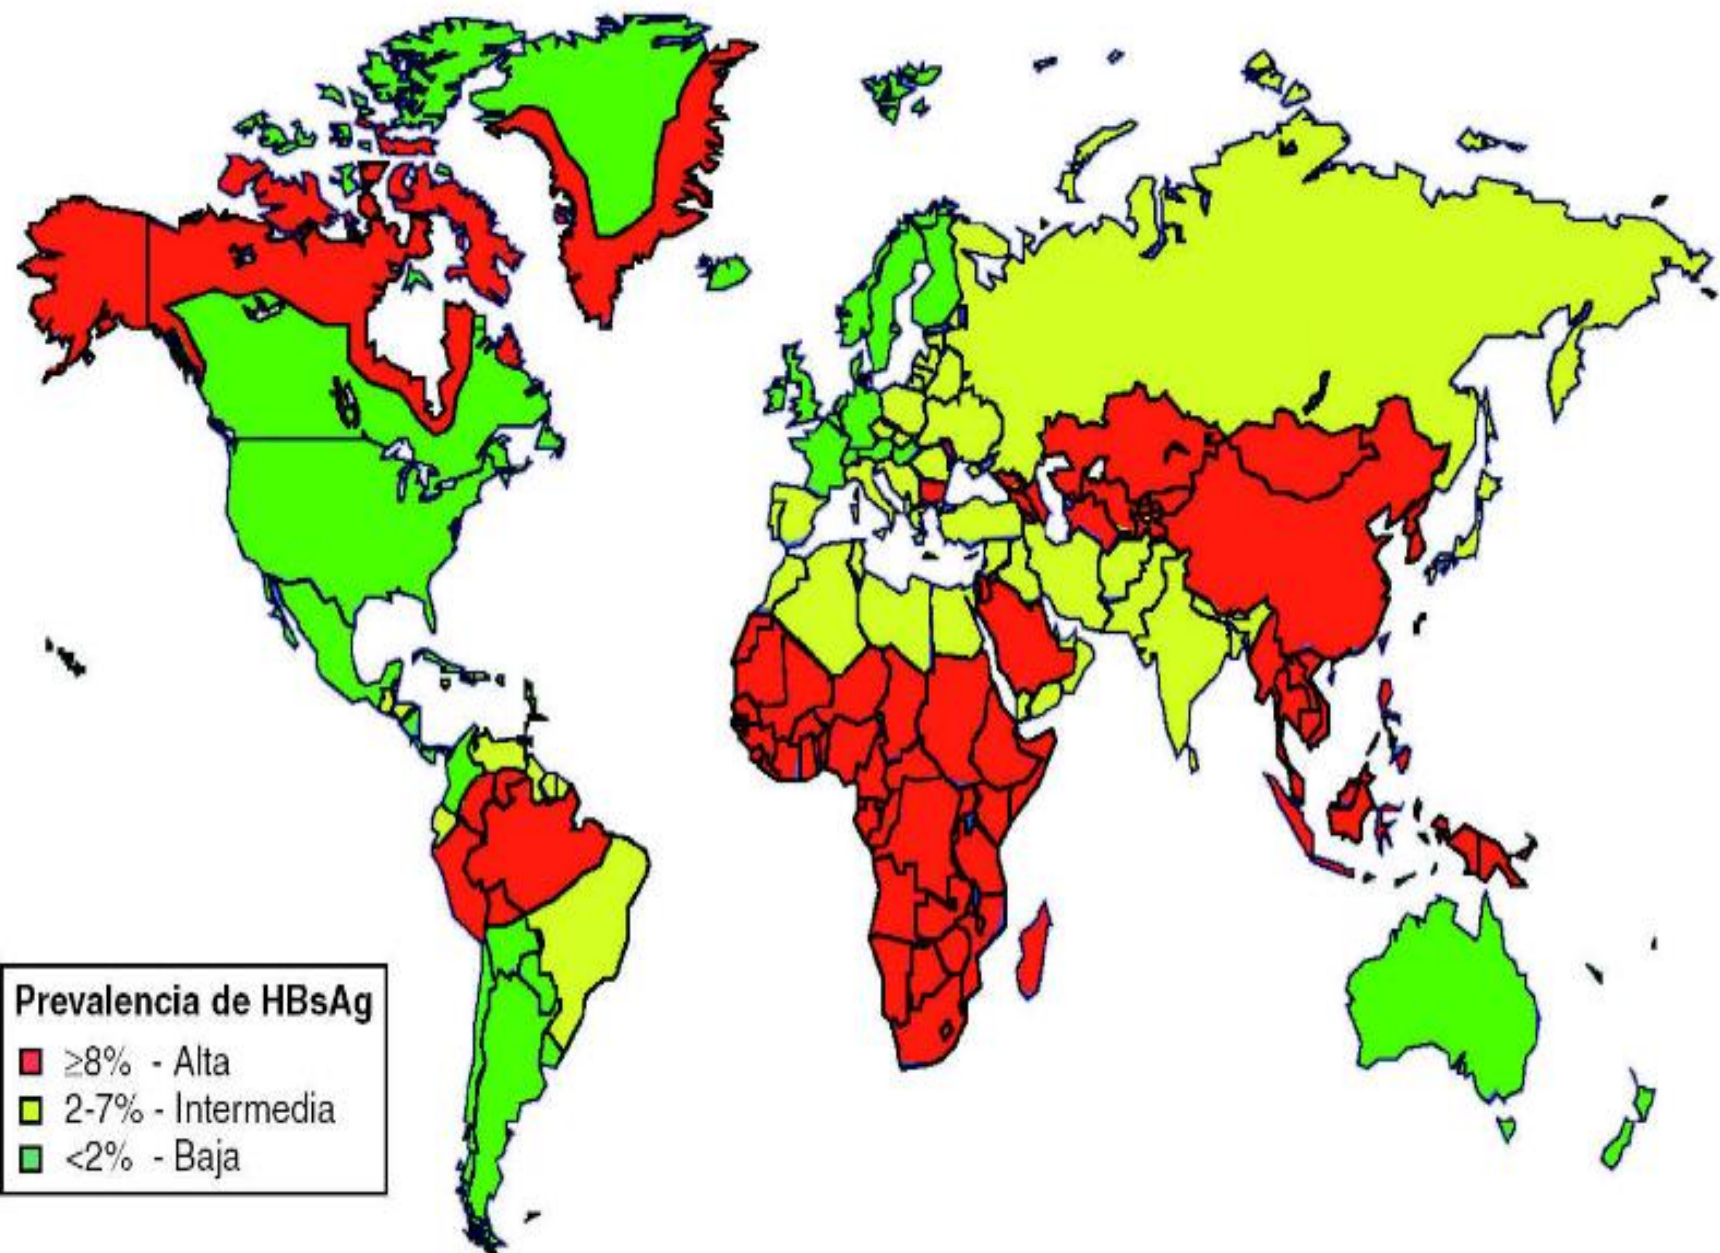 Prevalencia de HBsAg
≥8% - Alta
2-7% - Intermedia
<2% - Baja